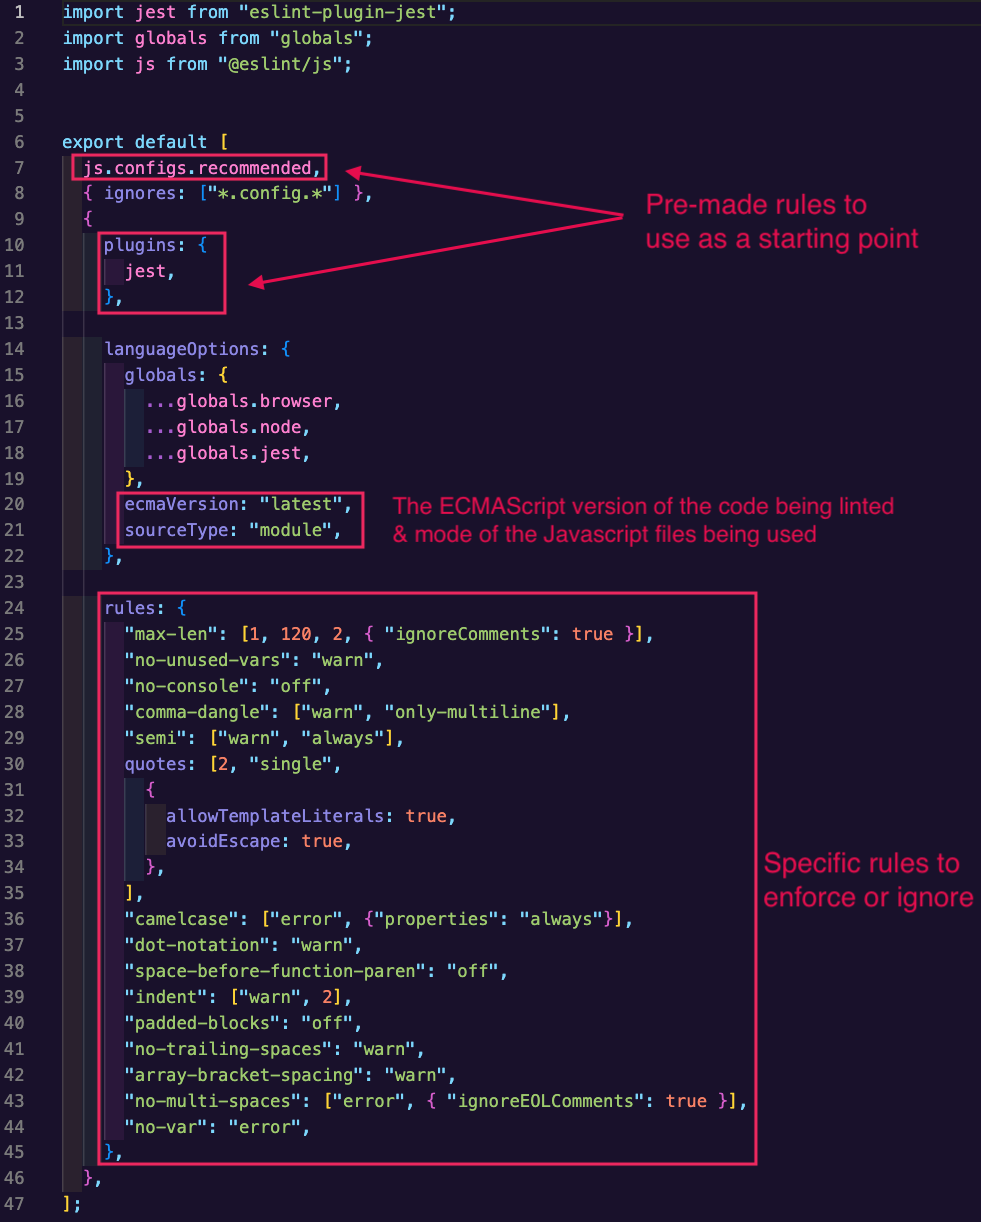 1 import jest from "eslint-plugin-jest";
2 import globals from "globals";
3 import js from "@eslint/js";
4
5
6 export default [
7   js.configs.recommended,
8   { ignores: ["*.config.*"] },
9   {
Pre-made rules to
use as a starting point
10     plugins: {
11       jest,
12     },
13
14     languageOptions: {
15       globals: {
16         ...globals.browser,
17         ...globals.node,
18         ...globals.jest,
19       },
20       ecmaVersion: "latest",
21       sourceType: "module",
The ECMAScript version of the code being linted
& mode of the Javascript files being used
22     },
23
24     rules: {
25       "max-len": [1, 120, 2, { "ignoreComments": true }],
26       "no-unused-vars": "warn",
27       "no-console": "off",
28       "comma-dangle": ["warn", "only-multiline"],
29       "semi": ["warn", "always"],
30       quotes: [2, "single",
31         {
32           allowTemplateLiterals: true,
33           avoidEscape: true,
34         },
35       ],
36       "camelcase": ["error", {"properties": "always"}],
37       "dot-notation": "warn",
38       "space-before-function-paren": "off",
39       "indent": ["warn", 2],
40       "padded-blocks": "off",
41       "no-trailing-spaces": "warn",
42       "array-bracket-spacing": "warn",
43       "no-multi-spaces": ["error", { "ignoreEOLComments": true }],
44       "no-var": "error",
45     },
Specific rules to
enforce or ignore
46   },
47 ];